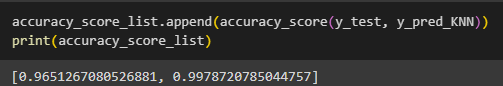 accuracy_score_list.append(accuracy_score(y_test, y_pred_KNN))
print(accuracy_score_list)
[0.9651267080526881, 0.9978720785044757]